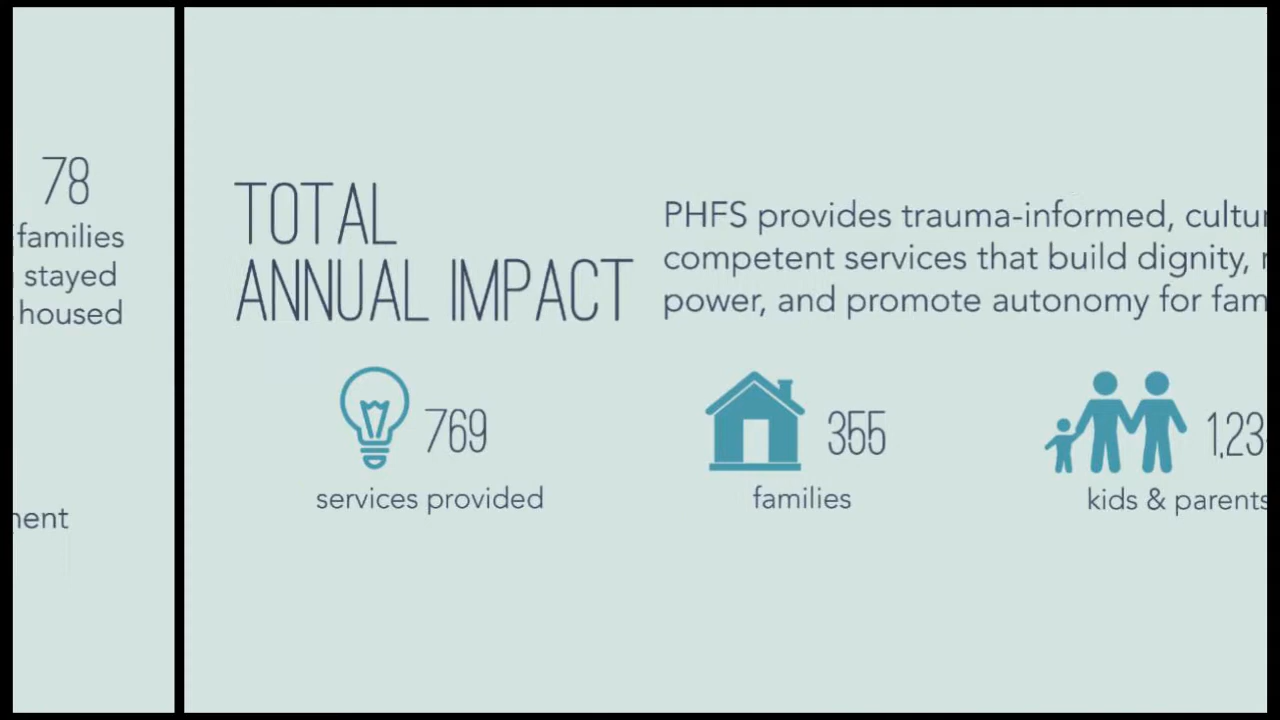 78
families
stayed
housed
TOTAL
ANNUAL IMPACT
PHFS provides trauma-informed,
competent services that build dignity,
power, and promote autonomy for
769
services provided
355
families
kids & parents